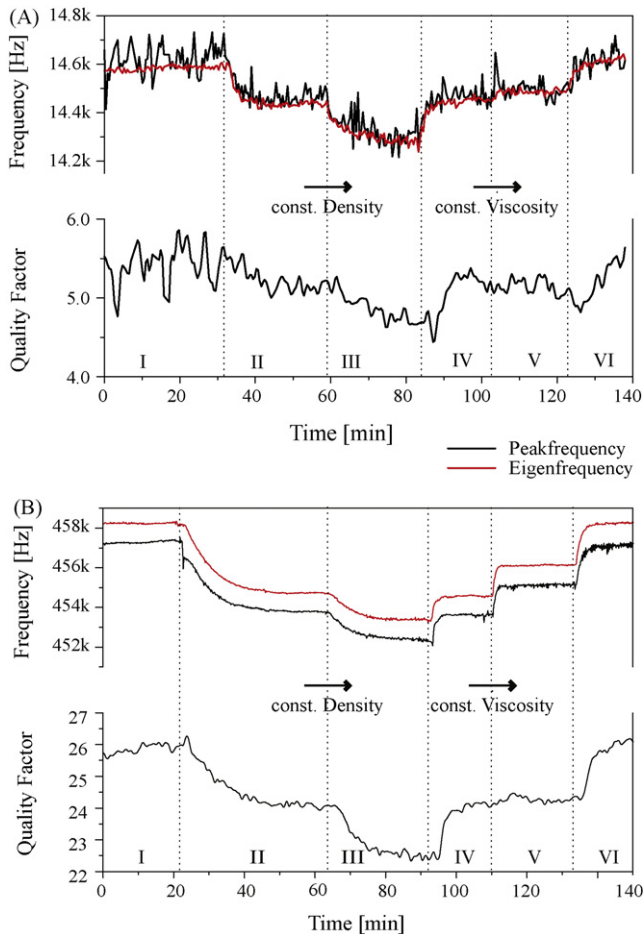 (A)
14.8k
14.6k
14.4k
14.2k
Frequency [Hz]
const. Density
const. Viscosity
6.0
5.0
4.0
Quality Factor
I II III IV V VI
0 20 40 60 80 100 120 140
Time [min]
Peakfrequency
Eigenfrequency
(B)
458k
456k
454k
452k
Frequency [Hz]
const. Density
const. Viscosity
27
26
25
24
23
22
Quality Factor
I II III IV V VI
0 20 40 60 80 100 120 140
Time [min]